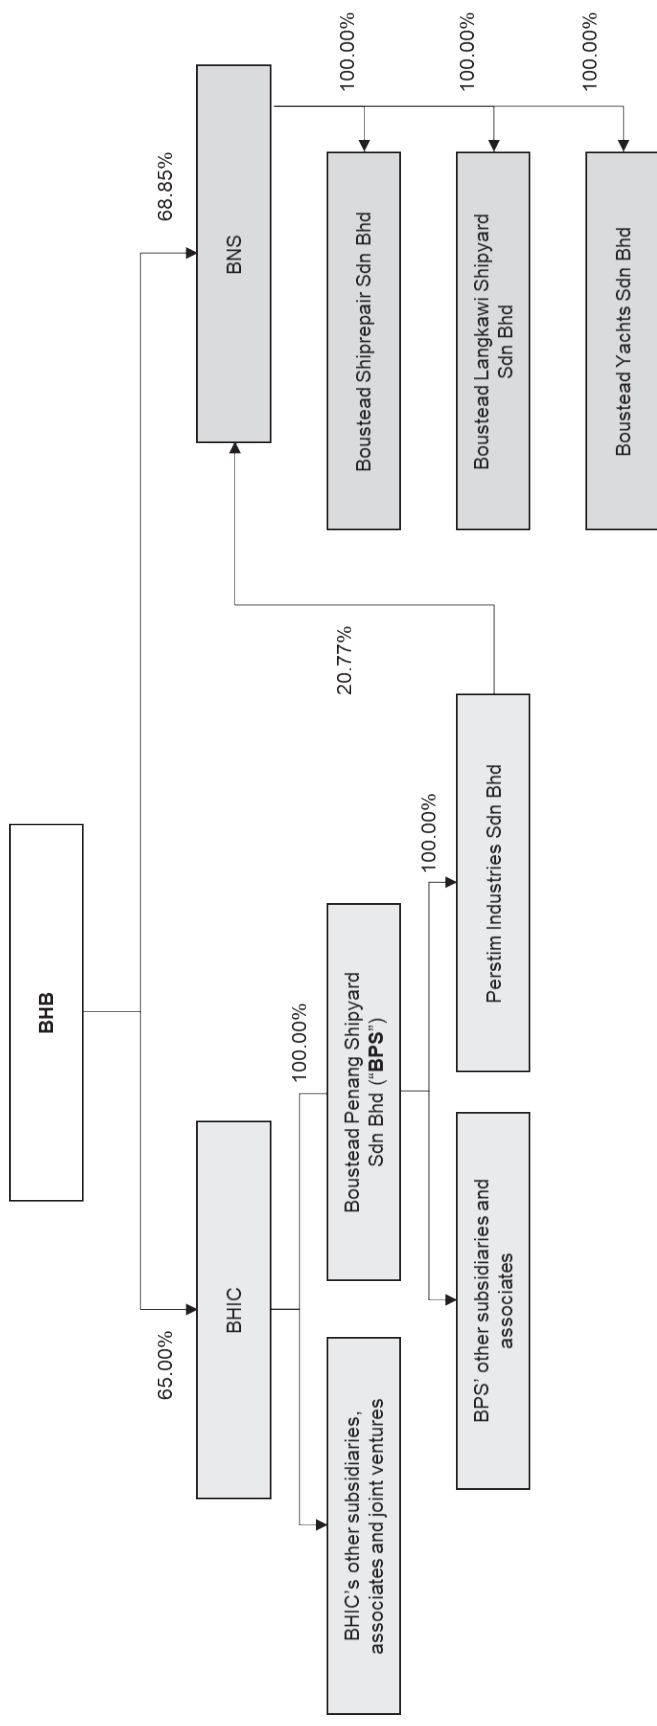 BHB
65.00%
68.85%
BHIC
BNS
100.00%
100.00%
BHIC's other subsidiaries,
associates and joint ventures
Boustead Penang Shipyard
Sdn Bhd ("BPS")
20.77%
Boustead Shiprepair Sdn Bhd
100.00%
100.00%
BPS' other subsidiaries and
associates
Perstim Industries Sdn Bhd
Boustead Langkawi Shipyard
Sdn Bhd
100.00%
Boustead Yachts Sdn Bhd